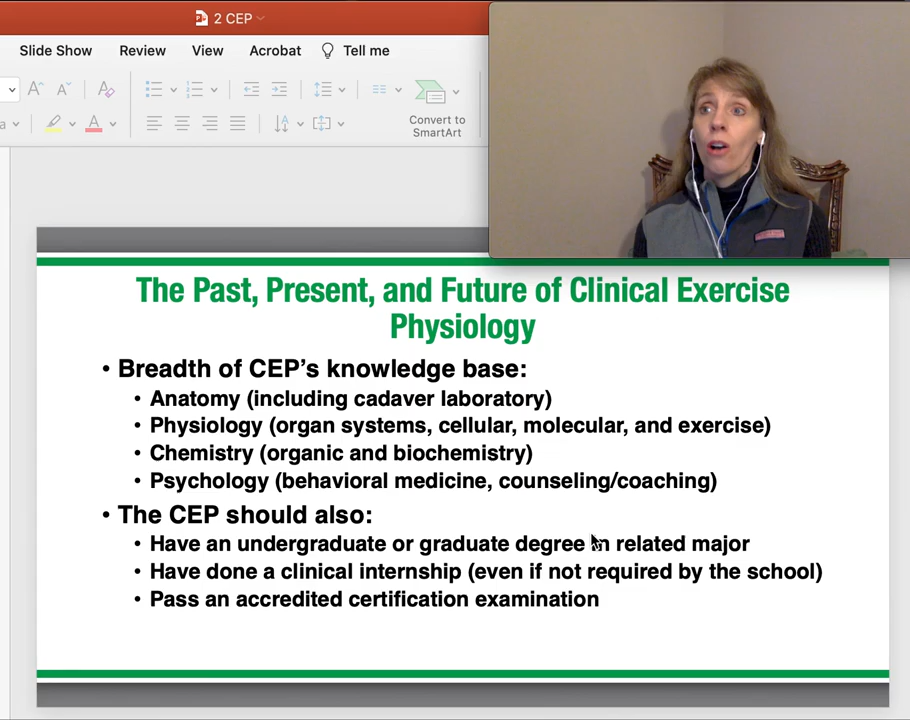 2 CEP
Slide Show Review View Acrobat Tell me
Convert to
SmartArt
The Past, Present, and Future of Clinical Exercise
Physiology
• Breadth of CEP's knowledge base:
• Anatomy (including cadaver laboratory)
• Physiology (organ systems, cellular, molecular, and exercise)
• Chemistry (organic and biochemistry)
• Psychology (behavioral medicine, counseling/coaching)
• The CEP should also:
• Have an undergraduate or graduate degree in related major
• Have done a clinical internship (even if not required by the school)
• Pass an accredited certification examination